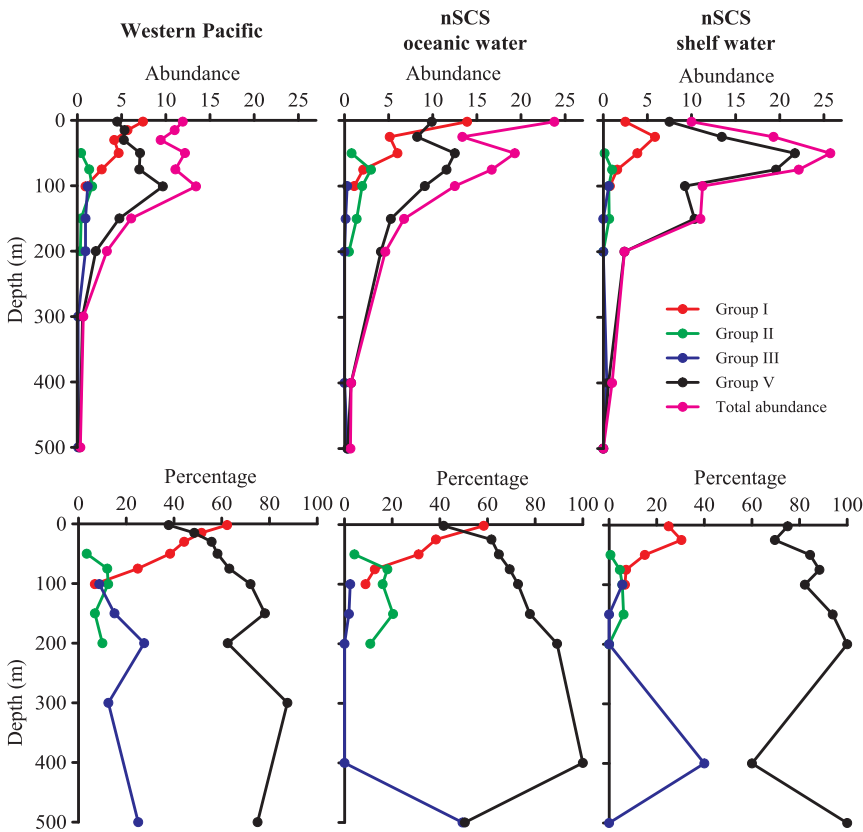 Western Pacific
nSCS
oceanic water
nSCS
shelf water
Abundance
Abundance
Abundance
0 5 10 15 20 25
0 5 10 15 20 25
0 5 10 15 20 25
0
100
200
300
400
500
Depth (m)
Group I
Group II
Group III
Group V
Total abundance
Percentage
Percentage
Percentage
0 20 40 60 80 100
0 20 40 60 80 100
0 20 40 60 80 100
0
100
200
300
400
500
Depth (m)